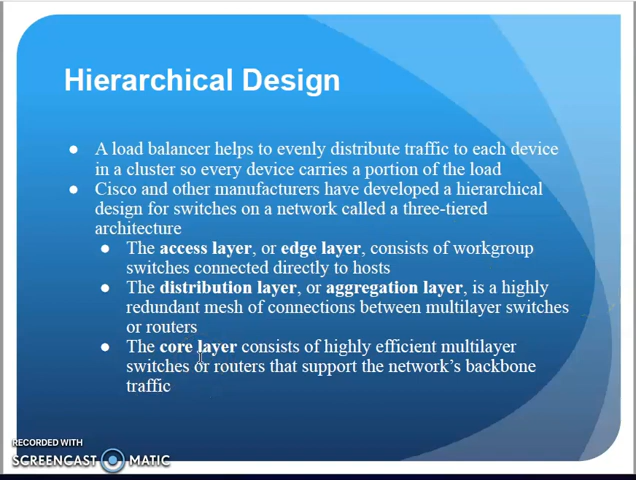 Hierarchical Design
● A load balancer helps to evenly distribute traffic to each device
in a cluster so every device carries a portion of the load
● Cisco and other manufacturers have developed a hierarchical
design for switches on a network called a three-tiered
architecture
● The access layer, or edge layer, consists of workgroup
switches connected directly to hosts
● The distribution layer, or aggregation layer, is a highly
redundant mesh of connections between multilayer switches
or routers
● The core layer consists of highly efficient multilayer
switches or routers that support the network’s backbone
traffic
RECORDED WITH
SCREENCAST MATIC